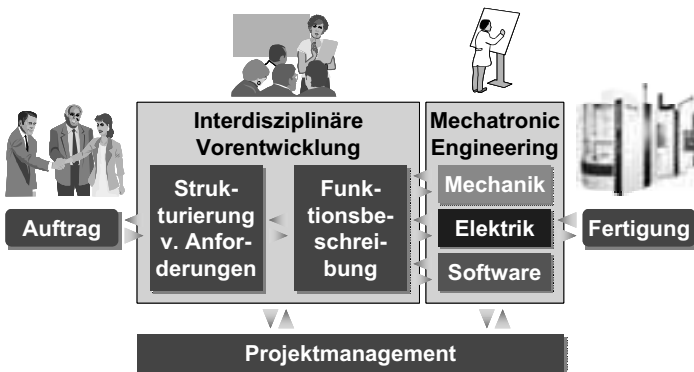 Interdisziplinäre
Vorentwicklung
Mechatronic
Engineering
Auftrag
Struk-
turierung
v. Anfor-
derungen
Funk-
tionsbe-
schrei-
bung
Mechanik
Elektrik
Software
Fertigung
Projektmanagement